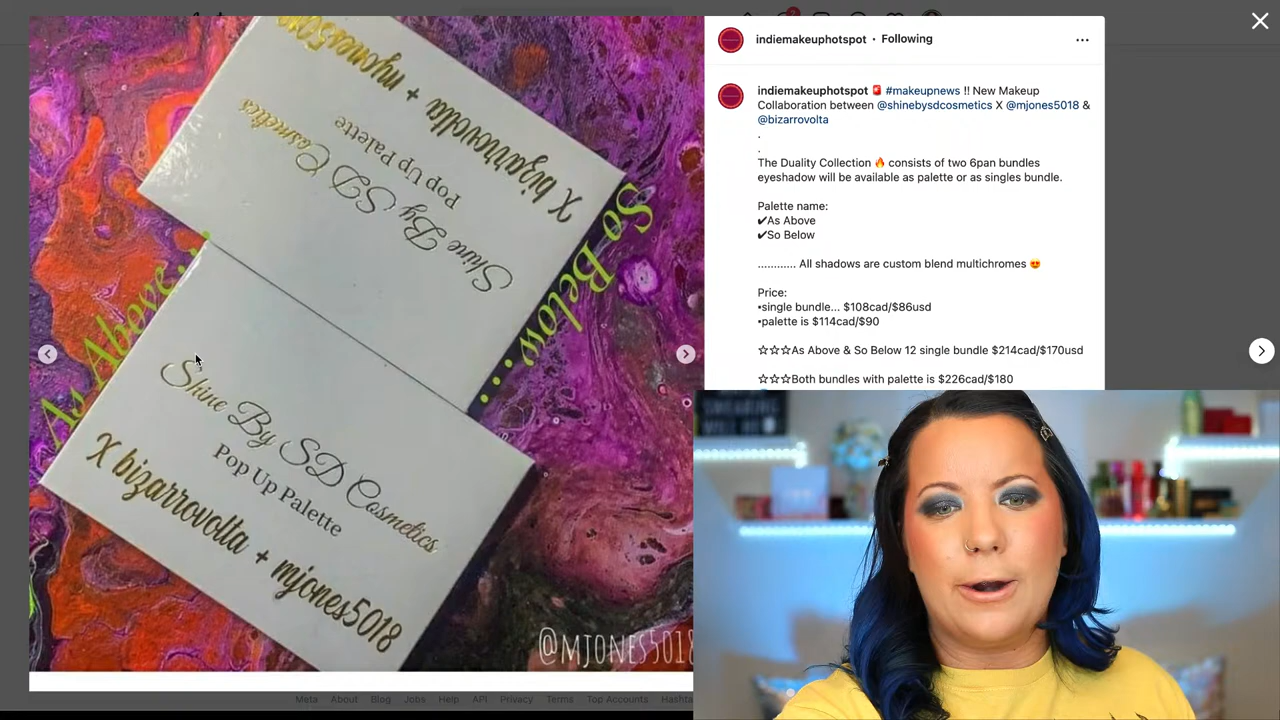 X bizarrovolta + mjones5018
Shine By SD Cosmetics
Pop Up Palette
As Above...
So Below...
Shine By SD Cosmetics
Pop Up Palette
X bizarrovolta + mjones5018
@MJONES5018
indiemakeuphotspot • Following
indiemakeuphotspot 🚨 #makeupnews !! New Makeup
Collaboration between @shinebysdcosmetics X @mjones5018 &
@bizarrovolta
.
.
The Duality Collection 🔥 consists of two 6pan bundles
eyeshadow will be available as palette or as singles bundle.
Palette name:
✔As Above
✔So Below
............ All shadows are custom blend multichromes 😍
Price:
•single bundle... $108cad/$86usd
•palette is $114cad/$90
☆☆☆As Above & So Below 12 single bundle $214cad/$170usd
☆☆☆Both bundles with palette is $226cad/$180
Meta About Blog Jobs Help API Privacy Terms Top Accounts Hashta